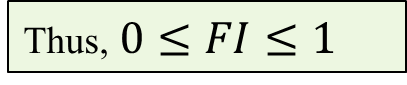 Thus, 0 ≤ FI ≤ 1